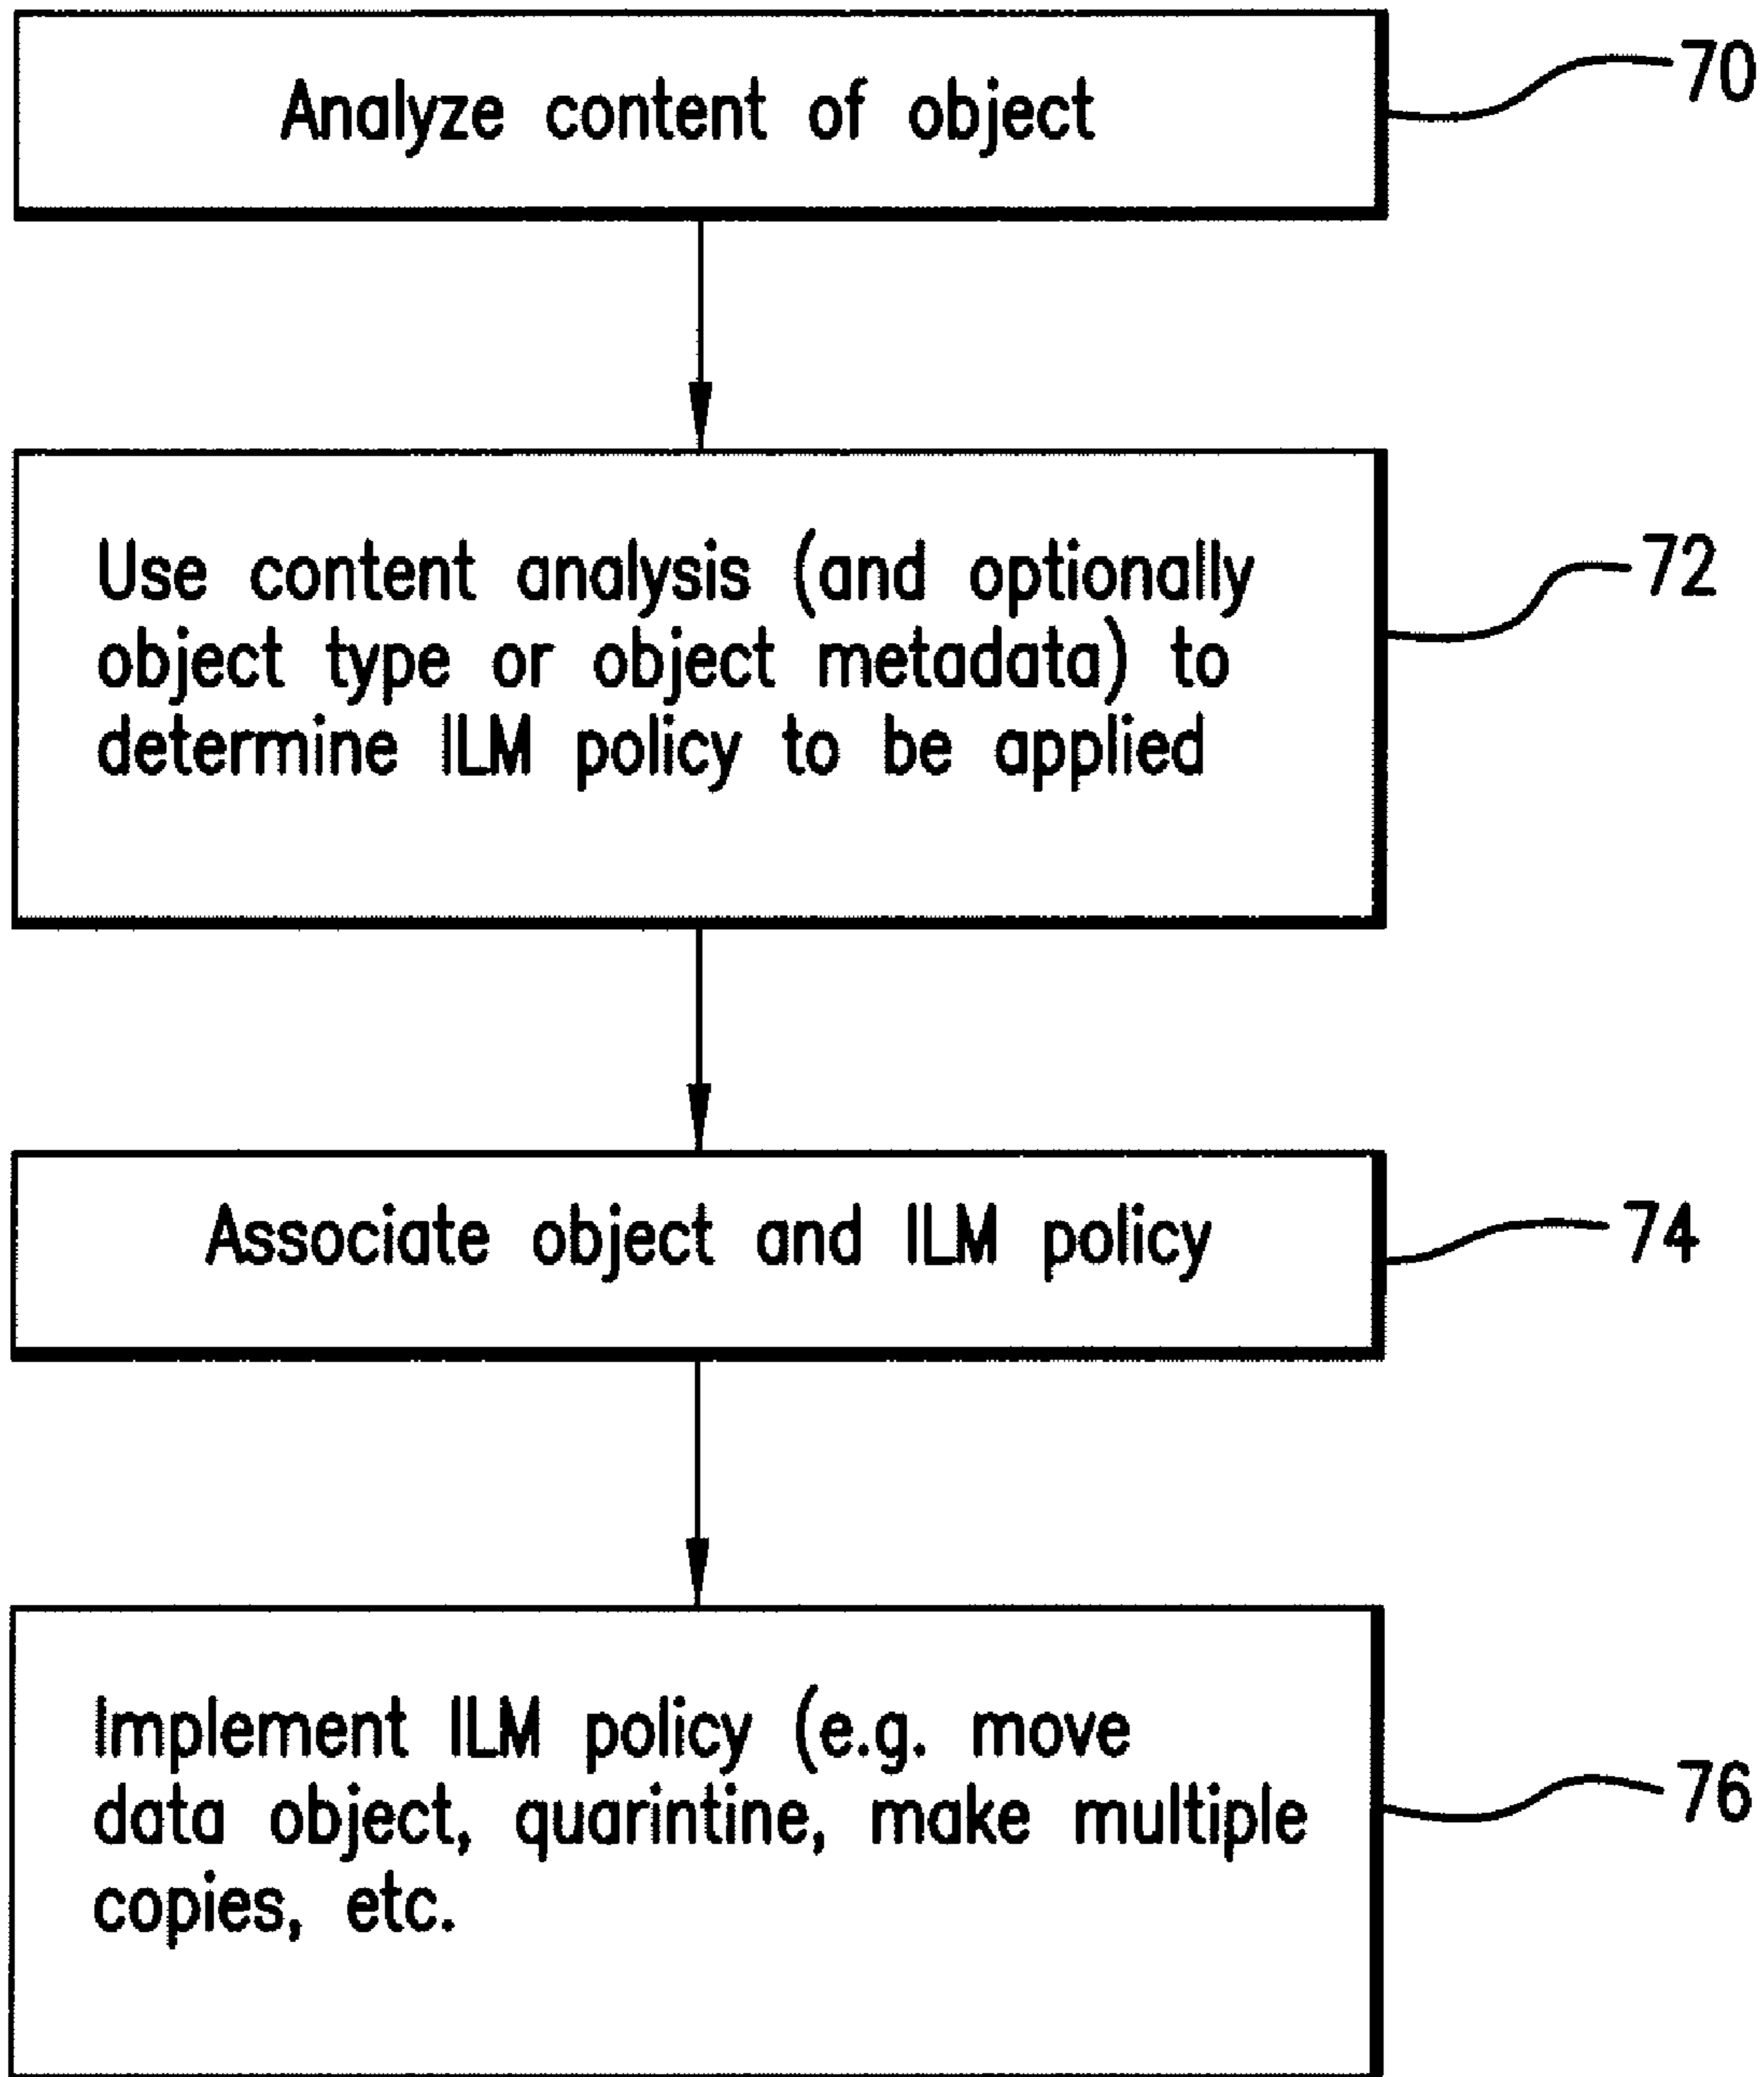 Analyze content of object
70
Use content analysis (and optionally
object type or object metadata) to
determine ILM policy to be applied
72
Associate object and ILM policy
74
Implement ILM policy (e.g. move
data object, quarintine, make multiple
copies, etc.
76